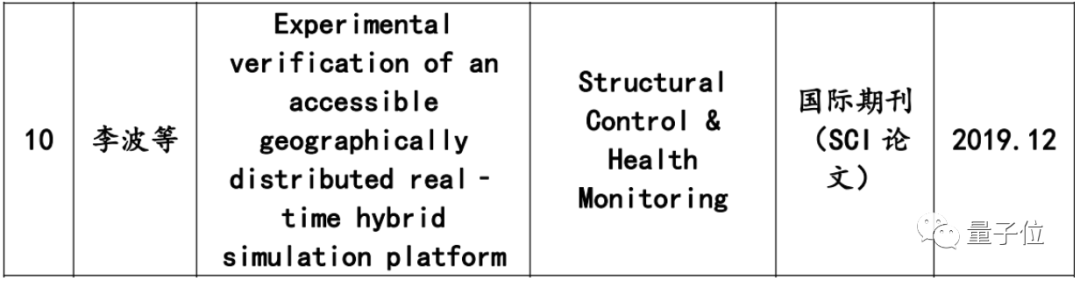 10
李波等
Experimental
verification of an
accessible
geographically
distributed real‐
time hybrid
simulation platform
Structural
Control &
Health
Monitoring
国际期刊
（SCI论
文）
2019.12
量子位